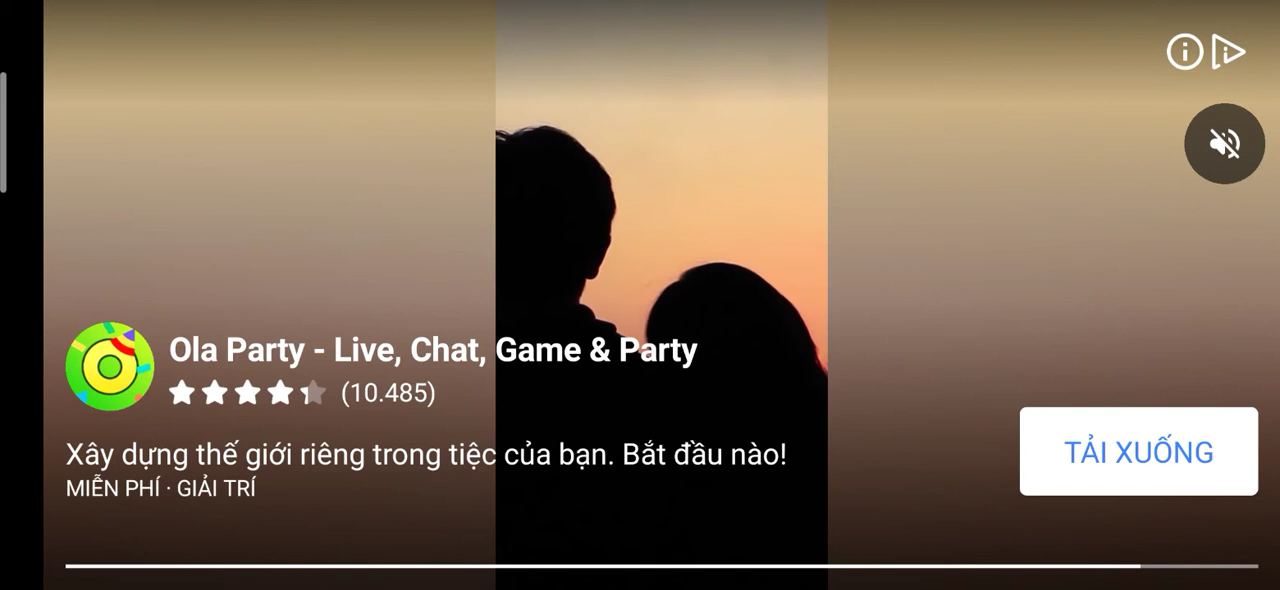 Ola Party - Live, Chat, Game & Party
(10.485)
Xây dựng thế giới riêng trong tiệc của bạn. Bắt đầu nào!
MIỄN PHÍ · GIẢI TRÍ
TẢI XUỐNG